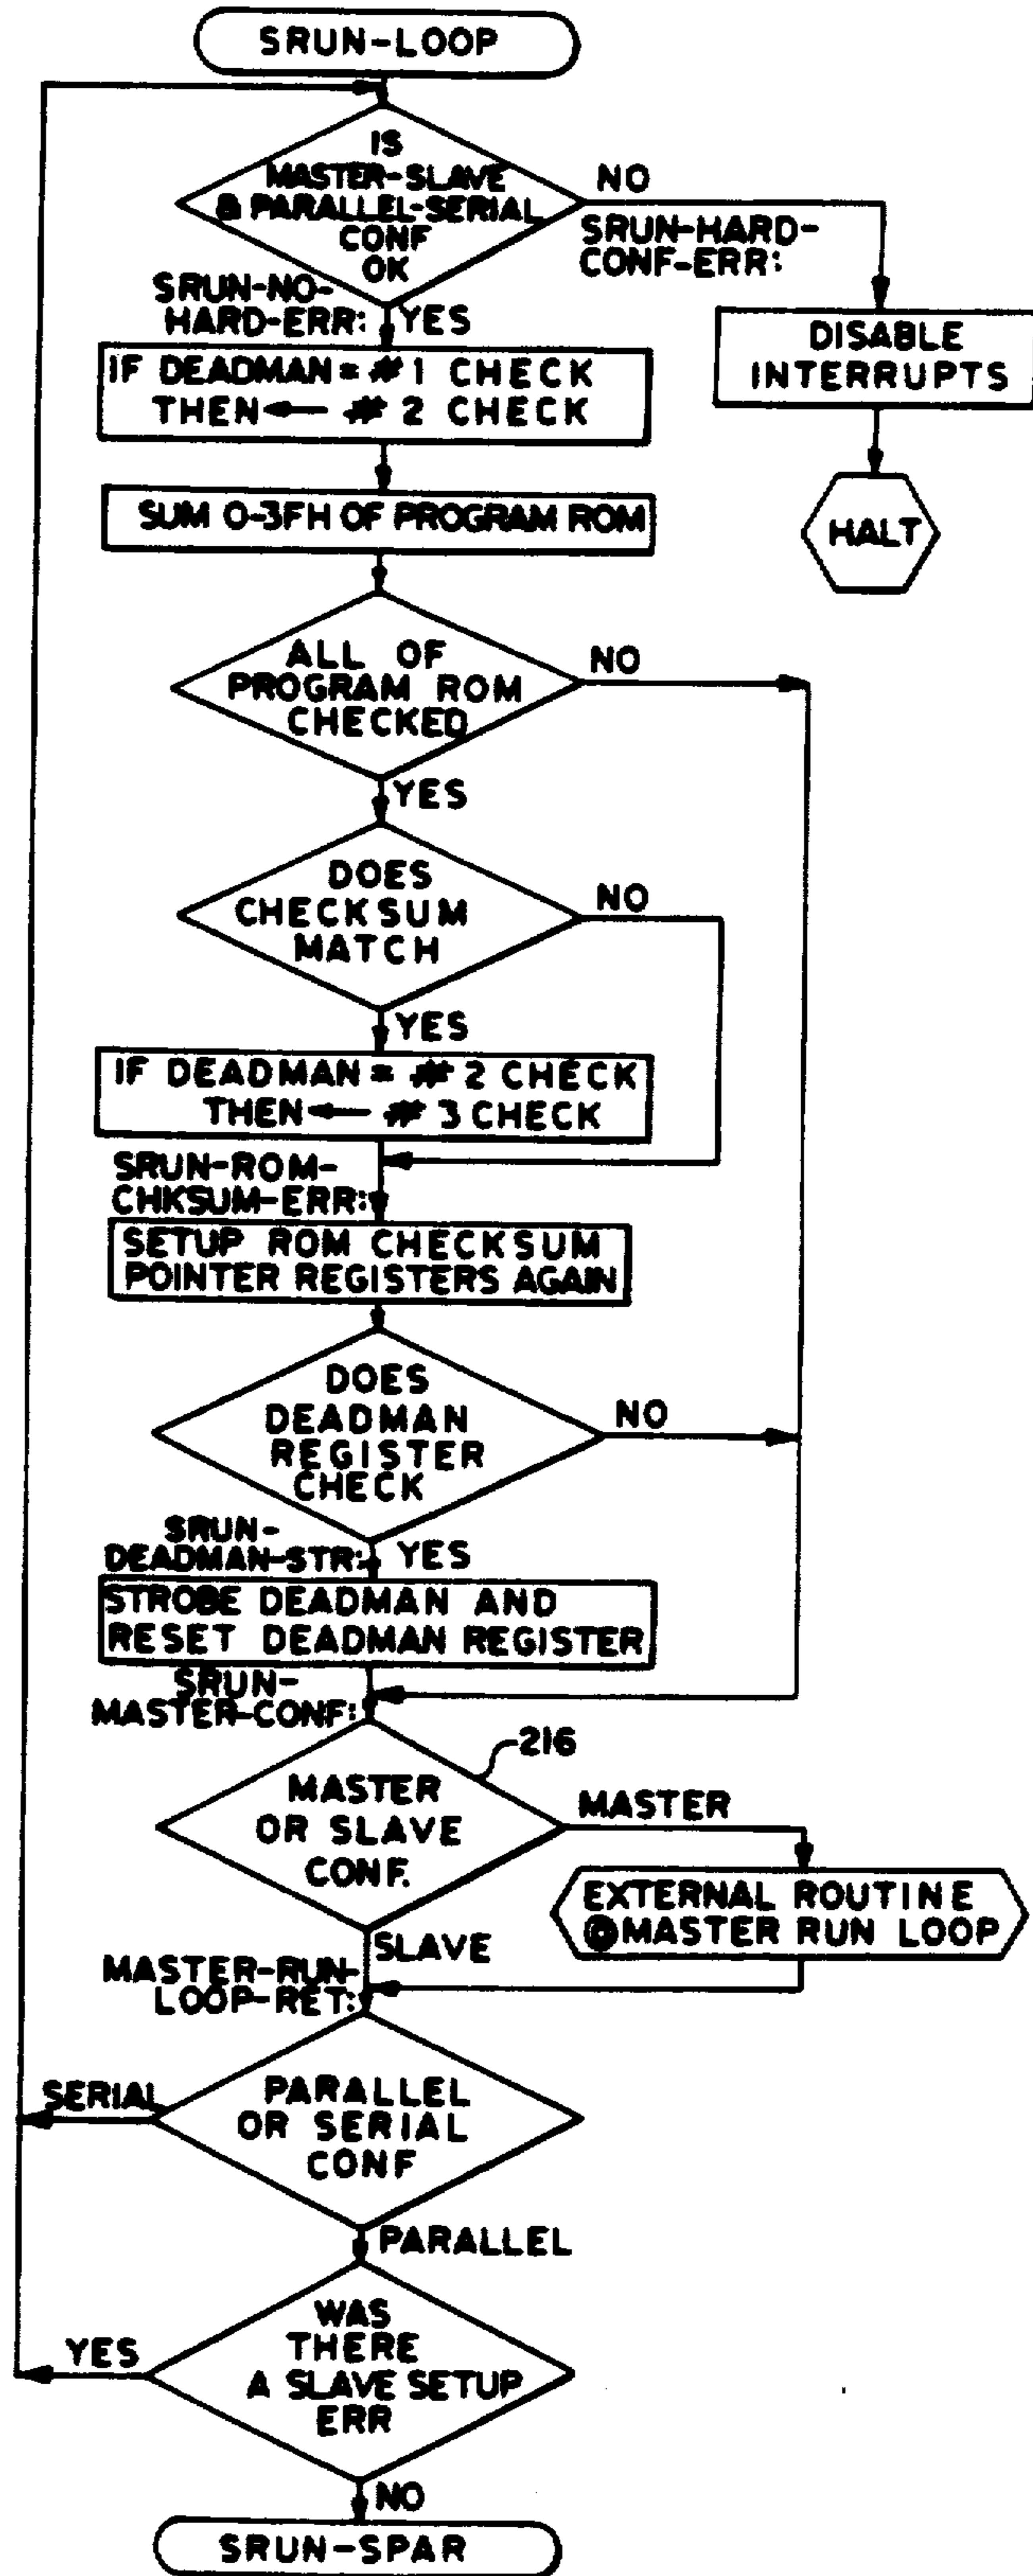 SRUN-LOOP
IS
MASTER-SLAVE
& PARALLEL-SERIAL
CONF
OK
NO
SRUN-HARD-
CONF-ERR:
DISABLE
INTERRUPTS
HALT
SRUN-NO-
HARD-ERR:
YES
IF DEADMAN = # 1 CHECK
THEN ← # 2 CHECK
SUM 0-3FH OF PROGRAM ROM
ALL OF
PROGRAM ROM
CHECKED
NO
YES
DOES
CHECKSUM
MATCH
NO
YES
IF DEADMAN = # 2 CHECK
THEN ← # 3 CHECK
SRUN-ROM-
CHKSUM-ERR:
SETUP ROM CHECKSUM
POINTER REGISTERS AGAIN
DOES
DEADMAN
REGISTER
CHECK
NO
SRUN-
DEADMAN-STR:
YES
STROBE DEADMAN AND
RESET DEADMAN REGISTER
SRUN-
MASTER-CONF:
216
MASTER
OR SLAVE
CONF.
MASTER
EXTERNAL ROUTINE
@MASTER RUN LOOP
SLAVE
MASTER-RUN-
LOOP-RET:
PARALLEL
OR SERIAL
CONF
SERIAL
PARALLEL
WAS
THERE
A SLAVE SETUP
ERR
YES
NO
SRUN-SPAR